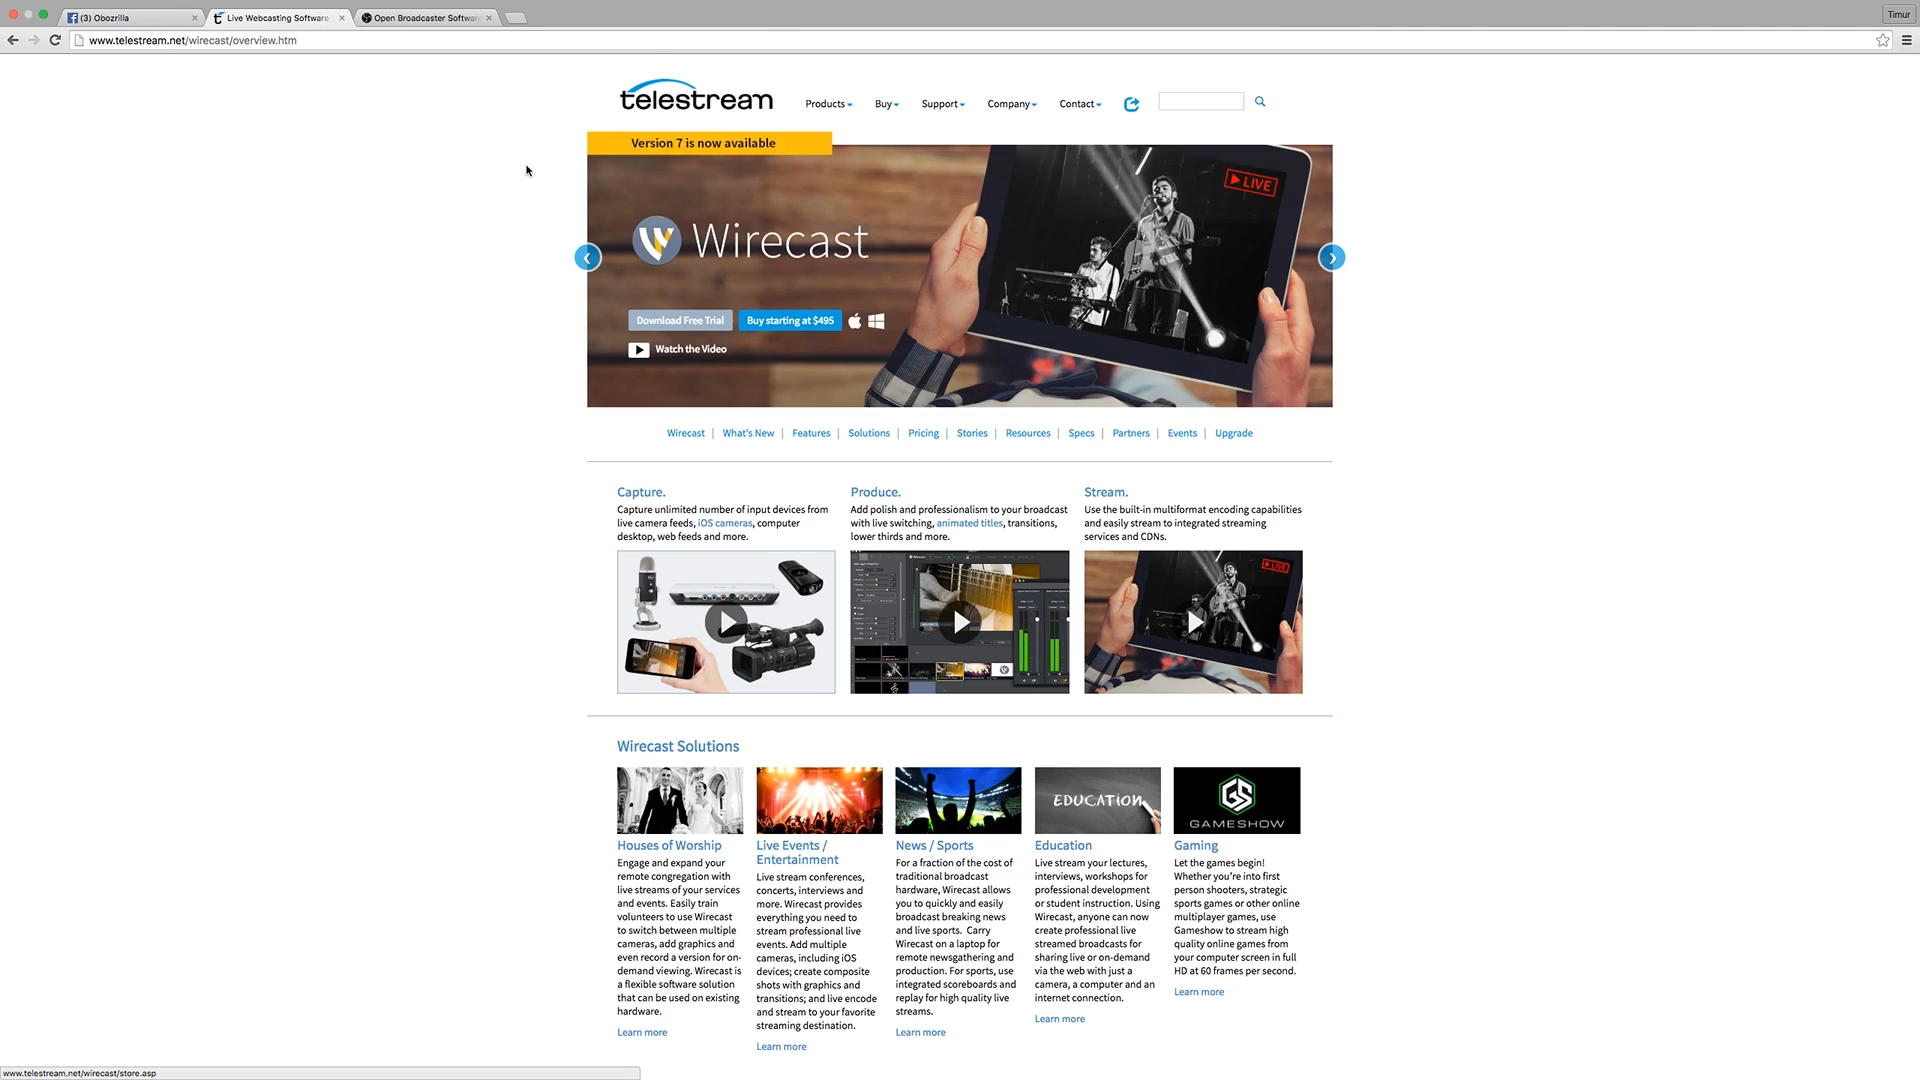 (3) Obozrilla
Live Webcasting Software
Open Broadcaster Softwar
Timur
www.telestream.net/wirecast/overview.htm
telestream
Products
Buy
Support
Company
Contact
Version 7 is now available
LIVE
Wirecast
Download Free Trial
Buy starting at $495
Watch the Video
Wirecast | What's New | Features | Solutions | Pricing | Stories | Resources | Specs | Partners | Events | Upgrade
Capture.
Capture unlimited number of input devices from
live camera feeds, iOS cameras, computer
desktop, web feeds and more.
Produce.
Add polish and professionalism to your broadcast
with live switching, animated titles, transitions,
lower thirds and more.
Stream.
Use the built-in multiformat encoding capabilities
and easily stream to integrated streaming
services and CDNs.
LIVE
Wirecast Solutions
Houses of Worship
Engage and expand your
remote congregation with
live streams of your services
and events. Easily train
volunteers to use Wirecast
to switch between multiple
cameras, add graphics and
even record a version for on-
demand viewing. Wirecast is
a flexible software solution
that can be used on existing
hardware.
Learn more
Live Events /
Entertainment
Live stream conferences,
concerts, interviews and
more. Wirecast provides
everything you need to
stream professional live
events. Add multiple
cameras, including iOS
devices; create composite
shots with graphics and
transitions; and live encode
and stream to your favorite
streaming destination.
Learn more
News / Sports
For a fraction of the cost of
traditional broadcast
hardware, Wirecast allows
you to quickly and easily
broadcast breaking news
and live sports. Carry
Wirecast on a laptop for
remote newsgathering and
production. For sports, use
integrated scoreboards and
replay for high quality live
streams.
Learn more
EDUCATION
Education
Live stream your lectures,
interviews, workshops for
professional development
or student instruction. Using
Wirecast, anyone can now
create professional live
streamed broadcasts for
sharing live or on-demand
via the web with just a
camera, a computer and an
internet connection.
Learn more
GS
GAMESHOW
Gaming
Let the games begin!
Whether you're into first
person shooters, strategic
sports games or other online
multiplayer games, use
Gameshow to stream high
quality online games from
your computer screen in full
HD at 60 frames per second.
Learn more
www.telestream.net/wirecast/store.asp